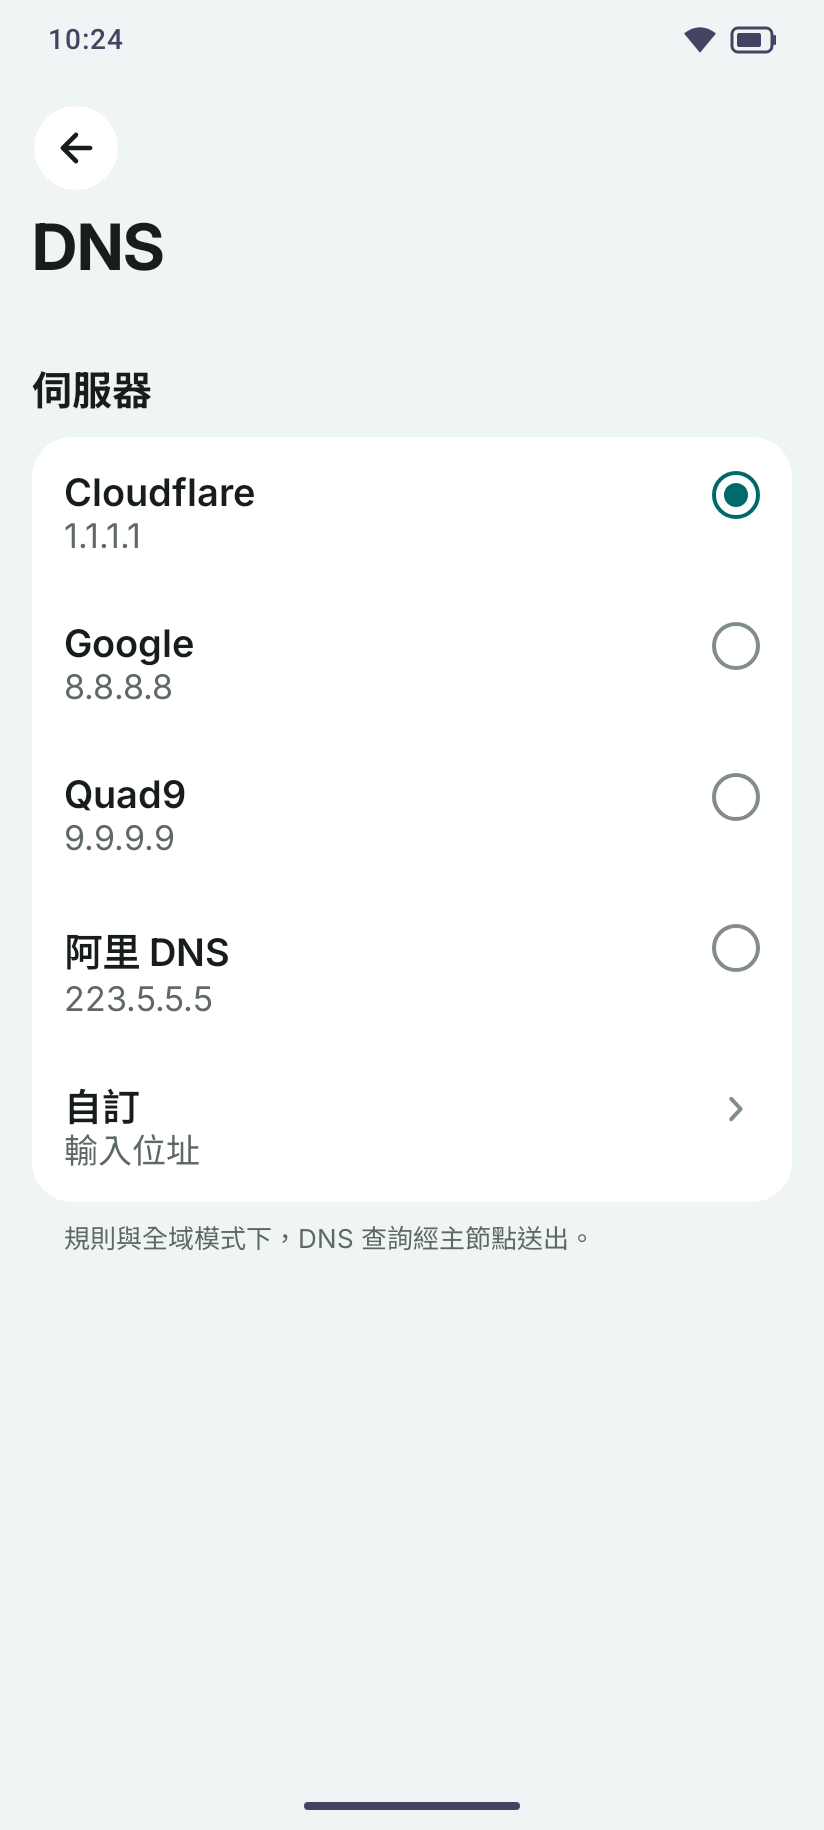 10:24
DNS
伺服器
Cloudflare
1.1.1.1
Google
8.8.8.8
Quad9
9.9.9.9
阿里 DNS
223.5.5.5
自訂
輸入位址
規則與全域模式下，DNS 查詢經主節點送出。